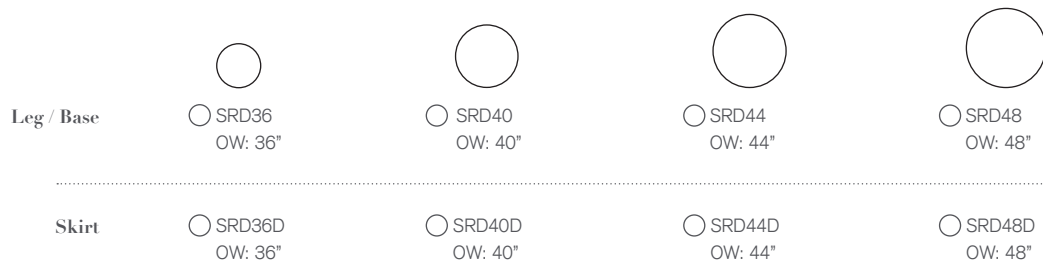 Leg / Base
SRD36
OW: 36”
SRD40
OW: 40”
SRD44
OW: 44”
SRD48
OW: 48”
Skirt
SRD36D
OW: 36”
SRD40D
OW: 40”
SRD44D
OW: 44”
SRD48D
OW: 48”